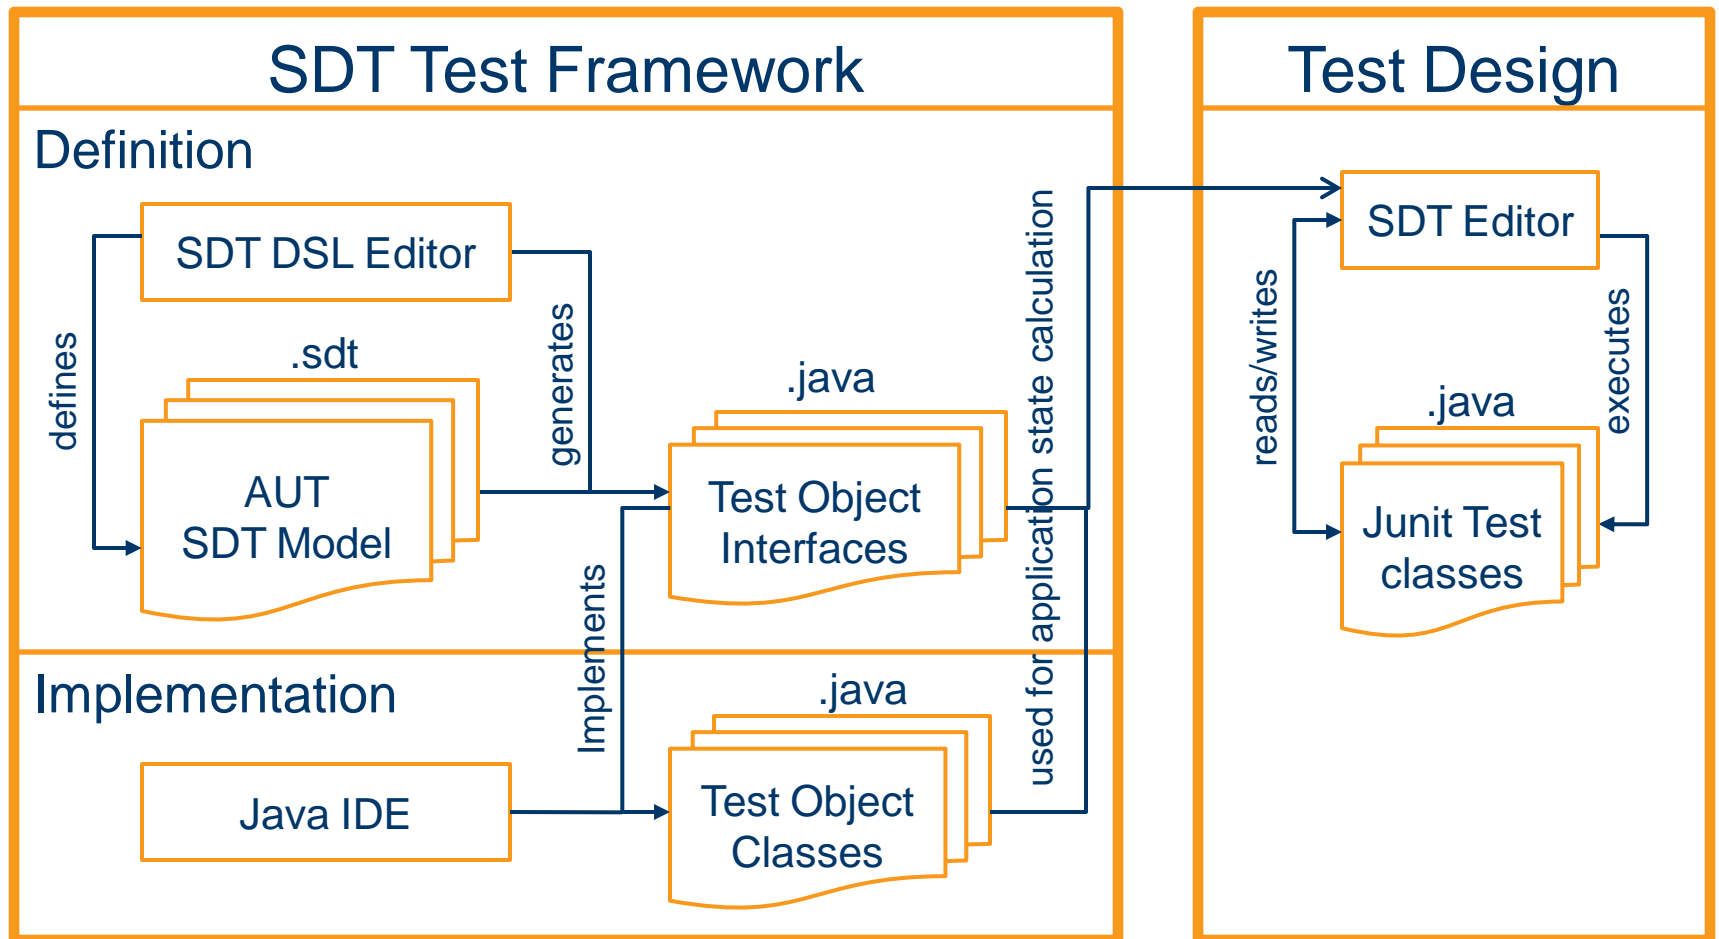 SDT Test Framework
Definition
SDT DSL Editor
defines
generates
.sdt
AUT
SDT Model
.java
Test Object
Interfaces
used for application state calculation
Implements
Implementation
Java IDE
.java
Test Object
Classes
Test Design
SDT Editor
reads/writes
executes
.java
Junit Test
classes